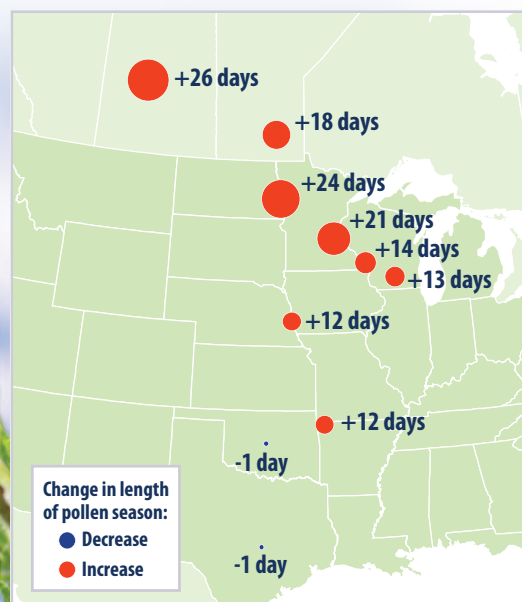 +26 days
+18 days
+24 days
+21 days
+14 days
+13 days
+12 days
+12 days
-1 day
-1 day
Change in length
of pollen season:
Decrease
Increase